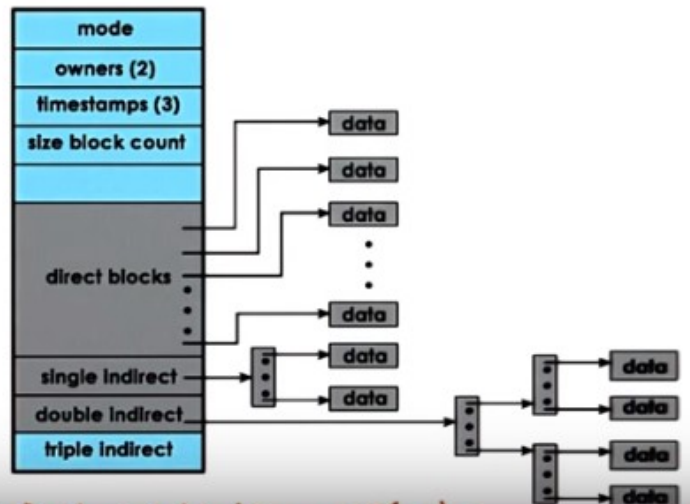 mode
owners (2)
timestamps (3)
size block count
data
data
data
direct blocks
data
single indirect
data
data
double indirect
data
data
triple indirect
data
data